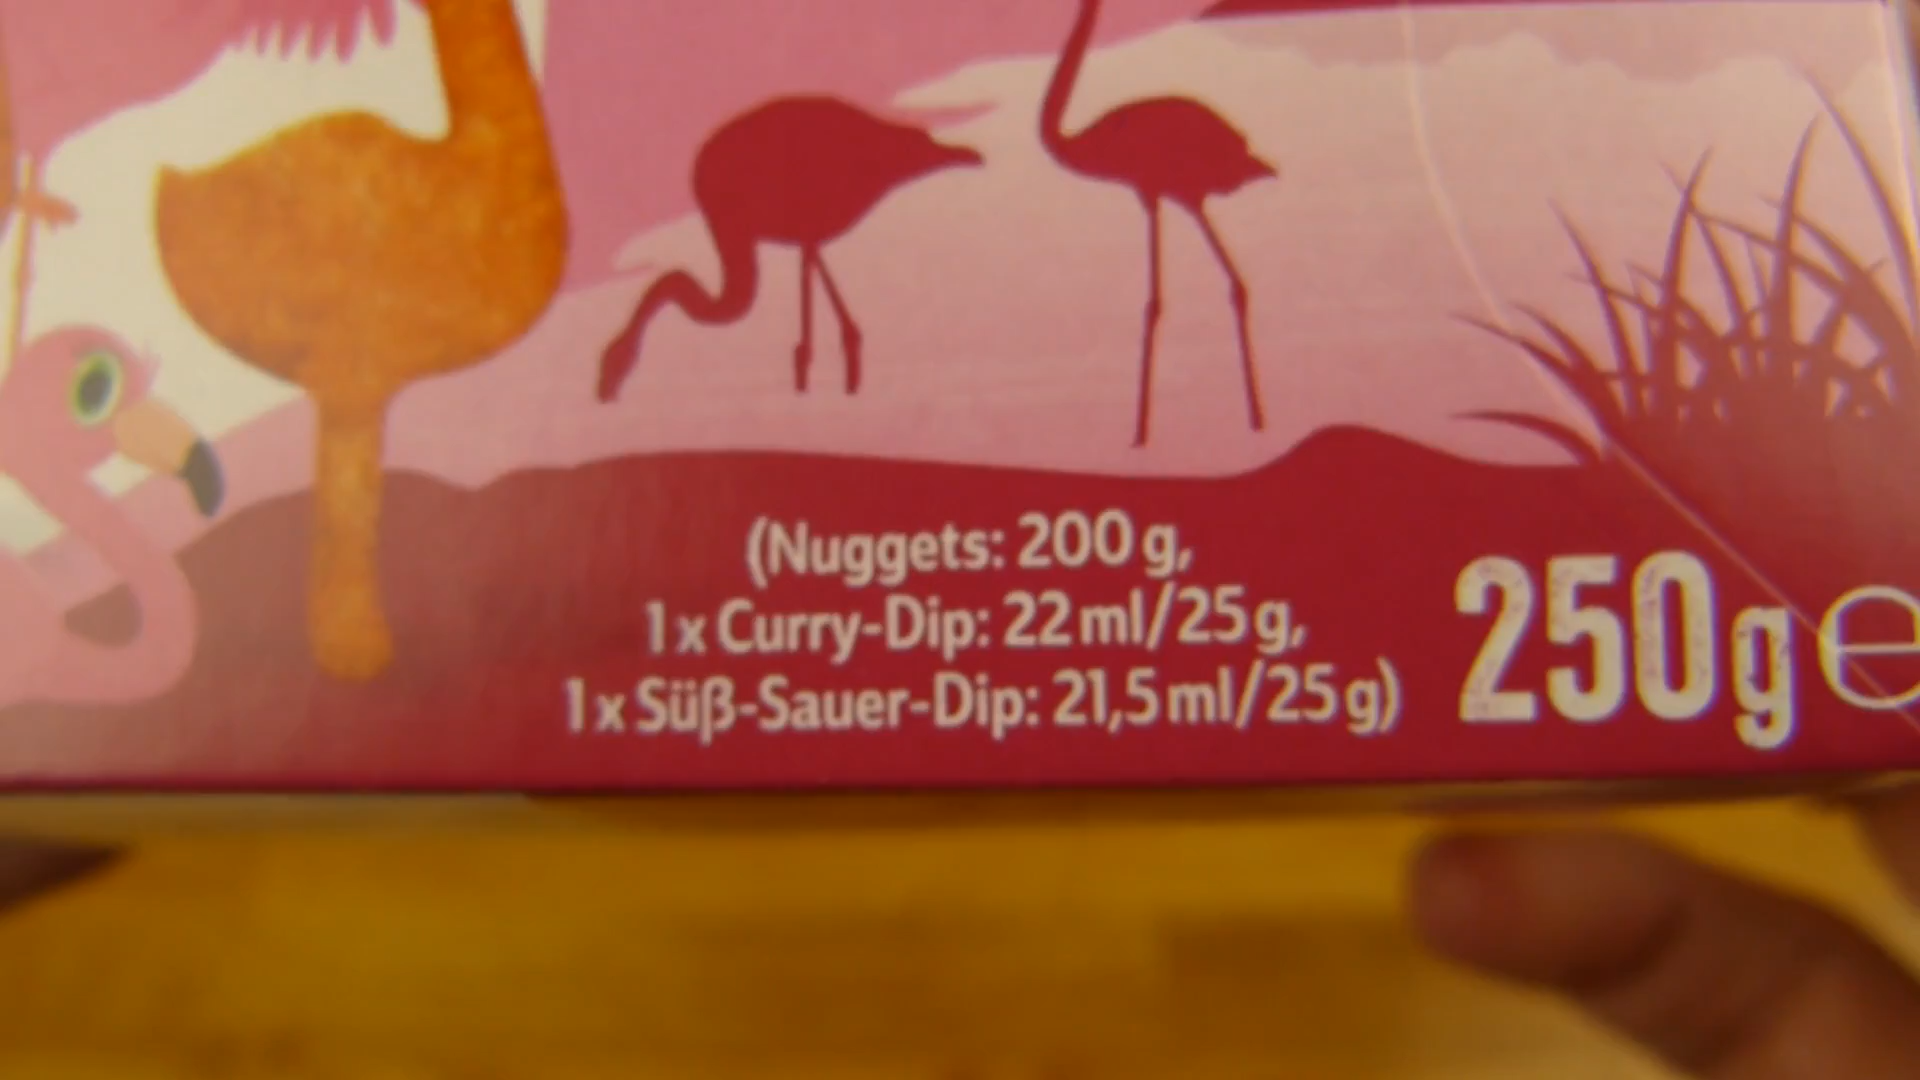 (Nuggets: 200 g,
1 x Curry-Dip: 22 ml/25 g,
1 x Süß-Sauer-Dip: 21,5 ml/25 g)
250 g ℮